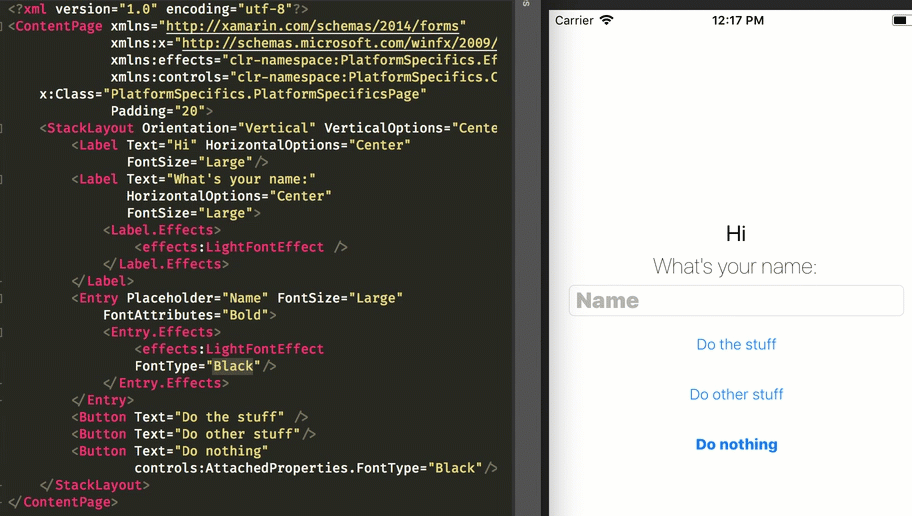 <?xml version="1.0" encoding="utf-8"?>
<ContentPage xmlns="http://xamarin.com/schemas/2014/forms"
xmlns:x="http://schemas.microsoft.com/winfx/2009/
xmlns:effects="clr-namespace:PlatformSpecifics.Ef
xmlns:controls="clr-namespace:PlatformSpecifics.C
x:Class="PlatformSpecifics.PlatformSpecificsPage"
Padding="20">
<StackLayout Orientation="Vertical" VerticalOptions="Cente
<Label Text="Hi" HorizontalOptions="Center"
FontSize="Large"/>
<Label Text="What's your name:"
HorizontalOptions="Center"
FontSize="Large">
<Label.Effects>
<effects:LightFontEffect />
</Label.Effects>
</Label>
<Entry Placeholder="Name" FontSize="Large"
FontAttributes="Bold">
<Entry.Effects>
<effects:LightFontEffect
FontType="Black"/>
</Entry.Effects>
</Entry>
<Button Text="Do the stuff" />
<Button Text="Do other stuff"/>
<Button Text="Do nothing"
controls:AttachedProperties.FontType="Black"/>
</StackLayout>
</ContentPage>
s
Carrier 12:17 PM
Hi
What's your name:
Name
Do the stuff
Do other stuff
Do nothing